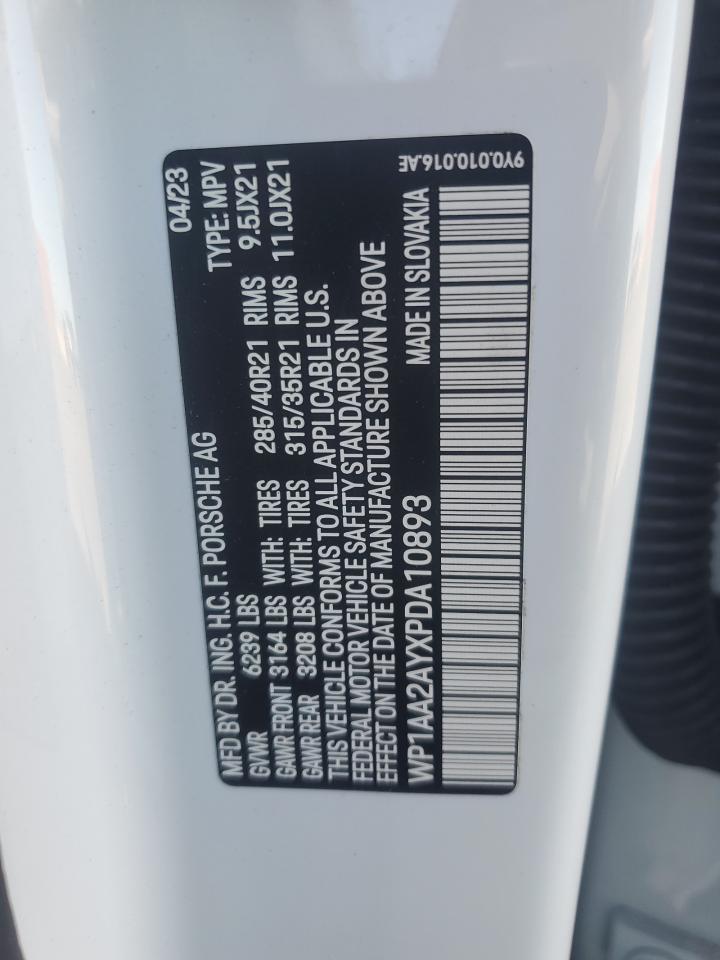 MFD BY DR. ING. H.C. F. PORSCHE AG 04/23
GVWR 6239 LBS TYPE: MPV
GAWR FRONT 3164 LBS WITH: TIRES 285/40R21 RIMS 9.5JX21
GAWR REAR 3208 LBS WITH: TIRES 315/35R21 RIMS 11.0JX21
THIS VEHICLE CONFORMS TO ALL APPLICABLE U.S.
FEDERAL MOTOR VEHICLE SAFETY STANDARDS IN
EFFECT ON THE DATE OF MANUFACTURE SHOWN ABOVE
WP1AA2AYXPDA10893 MADE IN SLOVAKIA
9Y0.010.016.AE